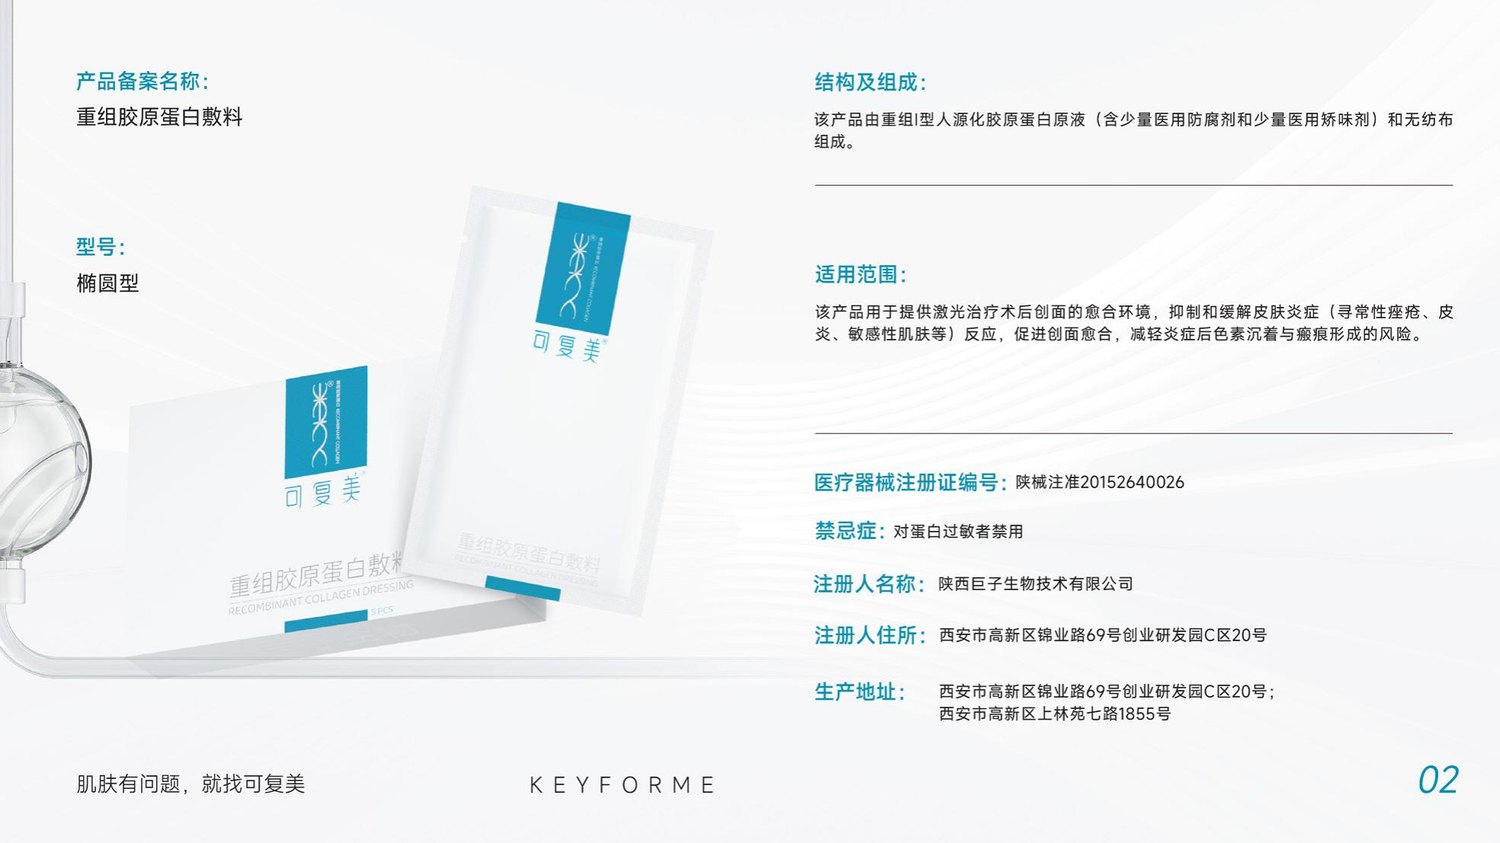 产品备案名称：
重组胶原蛋白敷料
型号：
椭圆型
可复美
重组胶原蛋白敷料
RECOMBINANT COLLAGEN DRESSING
5 PCS
可复美
重组胶原蛋白敷料
RECOMBINANT COLLAGEN DRESSING
结构及组成：
该产品由重组I型人源化胶原蛋白原液（含少量医用防腐剂和少量医用矫味剂）和无纺布
组成。
适用范围：
该产品用于提供激光治疗术后创面的愈合环境，抑制和缓解皮肤炎症（寻常性痤疮、皮
炎、敏感性肌肤等）反应，促进创面愈合，减轻炎症后色素沉着与瘢痕形成的风险。
医疗器械注册证编号：陕械注准20152640026
禁忌症：对蛋白过敏者禁用
注册人名称：陕西巨子生物技术有限公司
注册人住所：西安市高新区锦业路69号创业研发园C区20号
生产地址：西安市高新区锦业路69号创业研发园C区20号；
西安市高新区上林苑七路1855号
肌肤有问题，就找可复美
KEYFORME
02